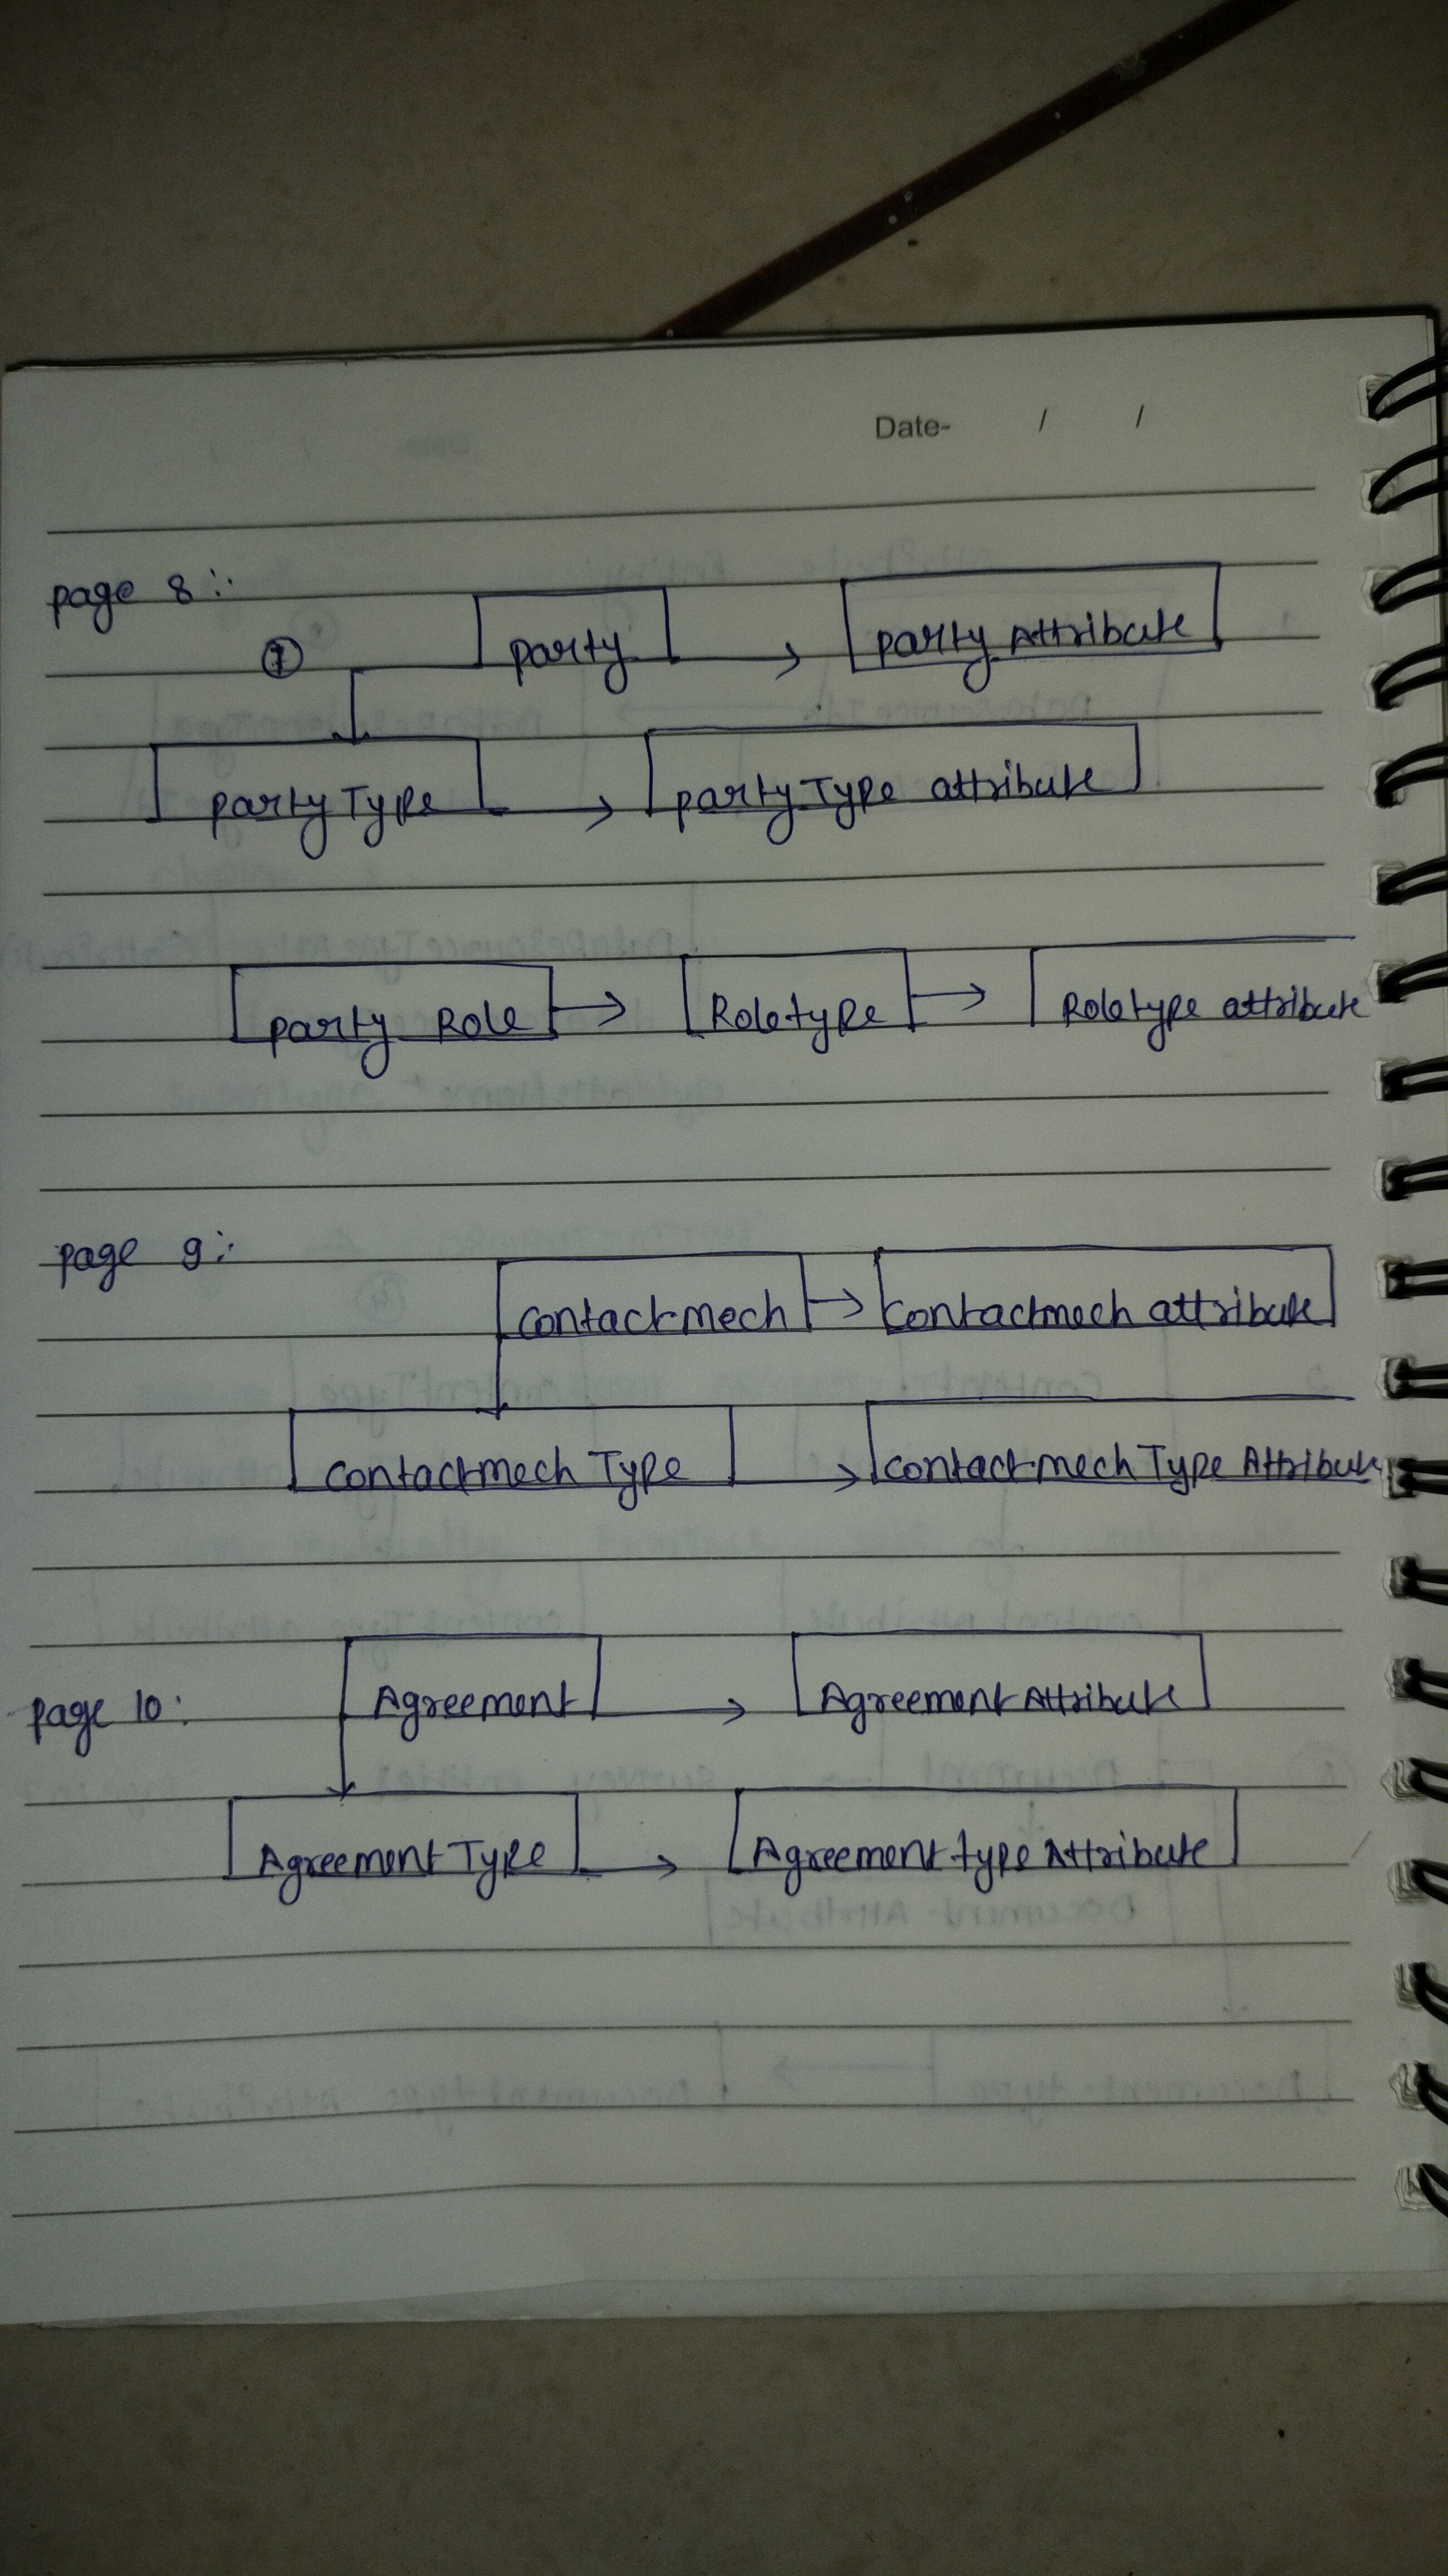 Date- / /
page 8 :-
① party → party Attribute
party Type → party Type attribute
party Role → Roletype → Roletype attribute
page 9 :-
contactmech → contactmech attribute
contactmech Type → contactmech Type Attribute
page 10 :
Agreement → Agreement Attribute
Agreement Type → Agreement type Attribute